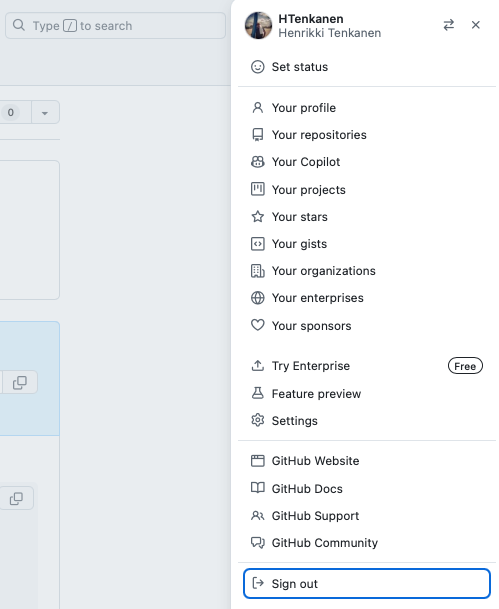 Type / to search
HTenkanen
Henrikki Tenkanen
Set status
0
Your profile
Your repositories
Your Copilot
Your projects
Your stars
Your gists
Your organizations
Your enterprises
Your sponsors
Try Enterprise Free
Feature preview
Settings
GitHub Website
GitHub Docs
GitHub Support
GitHub Community
Sign out